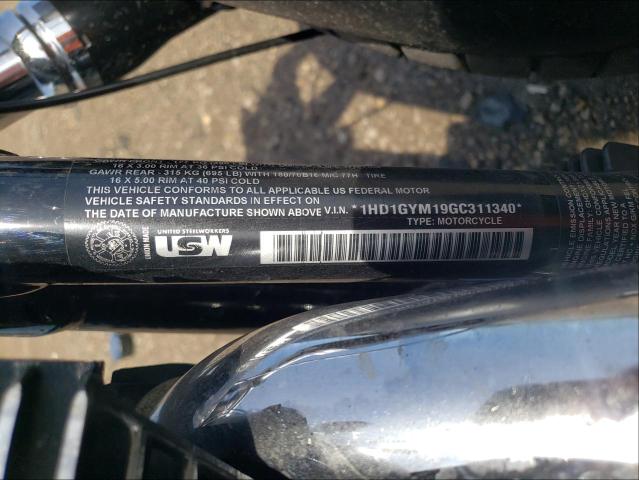 16 X 3.00 RIM AT 36 PSI COLD
GAWR REAR - 315 KG (695 LB) WITH 180/70B16 M/C 77H TIRE
16 X 5.00 RIM AT 40 PSI COLD
THIS VEHICLE CONFORMS TO ALL APPLICABLE US FEDERAL MOTOR
VEHICLE SAFETY STANDARDS IN EFFECT ON
THE DATE OF MANUFACTURE SHOWN ABOVE V.I.N. *1HD1GYM19GC311340*
TYPE: MOTORCYCLE
UNION MADE
UNITED STEELWORKERS
USW